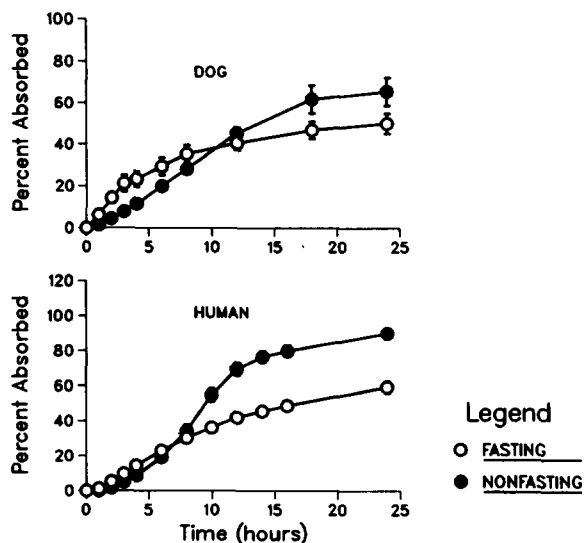 100
80
60
40
20
0
Percent Absorbed
DOG
0 5 10 15 20 25
120
100
80
60
40
20
0
Percent Absorbed
HUMAN
0 5 10 15 20 25
Time (hours)
Legend
FASTING
NONFASTING